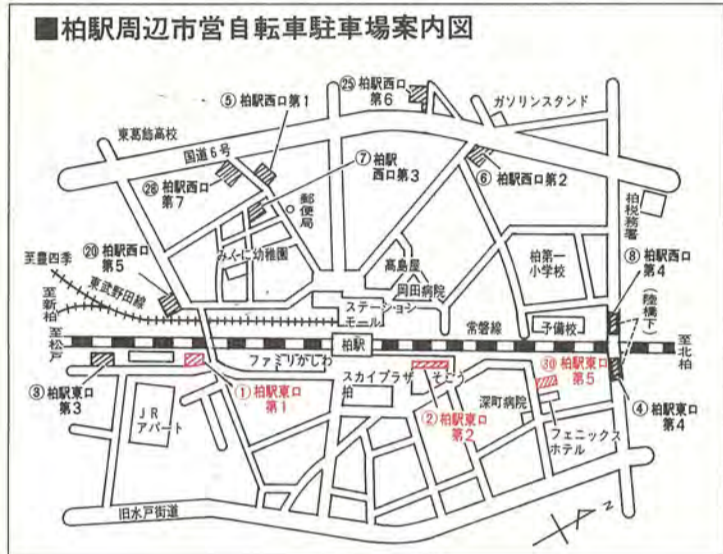 ■柏駅周辺市営自転車駐車場案内図
㉕柏駅西口
第6
ガソリンスタンド
⑤柏駅西口第1
東葛飾高校
国道6号
⑦柏駅
西口第3
⑥柏駅西口第2
㉖柏駅西口
第7
郵便局
柏税務署
みくに幼稚園
⑳柏駅西口
第5
至豊四季
東武野田線
至新柏
髙島屋
岡田病院
柏第一
小学校
⑧柏駅西口
第4
(陸橋下)
ステーション
モール
常磐線
予備校
至松戸
柏駅
至北柏
ファミリかしわ
スカイプラザ
柏
そごう
㉚柏駅東口
第5
③柏駅東口
第3
①柏駅東口
第1
②柏駅東口
第2
深町病院
④柏駅東口
第4
JR
アパート
フェニックス
ホテル
旧水戸街道
N